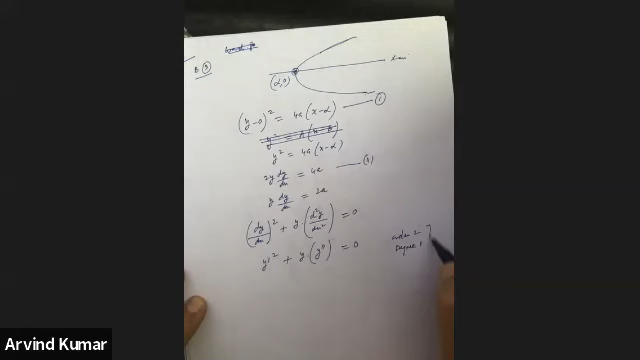 B (3)
(α,0)
(y-0)² = 4a(x-α) — (1)
y² = 4a(x-α)
2y dy/dx = 4a — (2)
y dy/dx = 2a
(dy/dx)² + y·(d²y/dx²) = 0
y'² + y·(y'') = 0
order 2
degree 1
Arvind Kumar